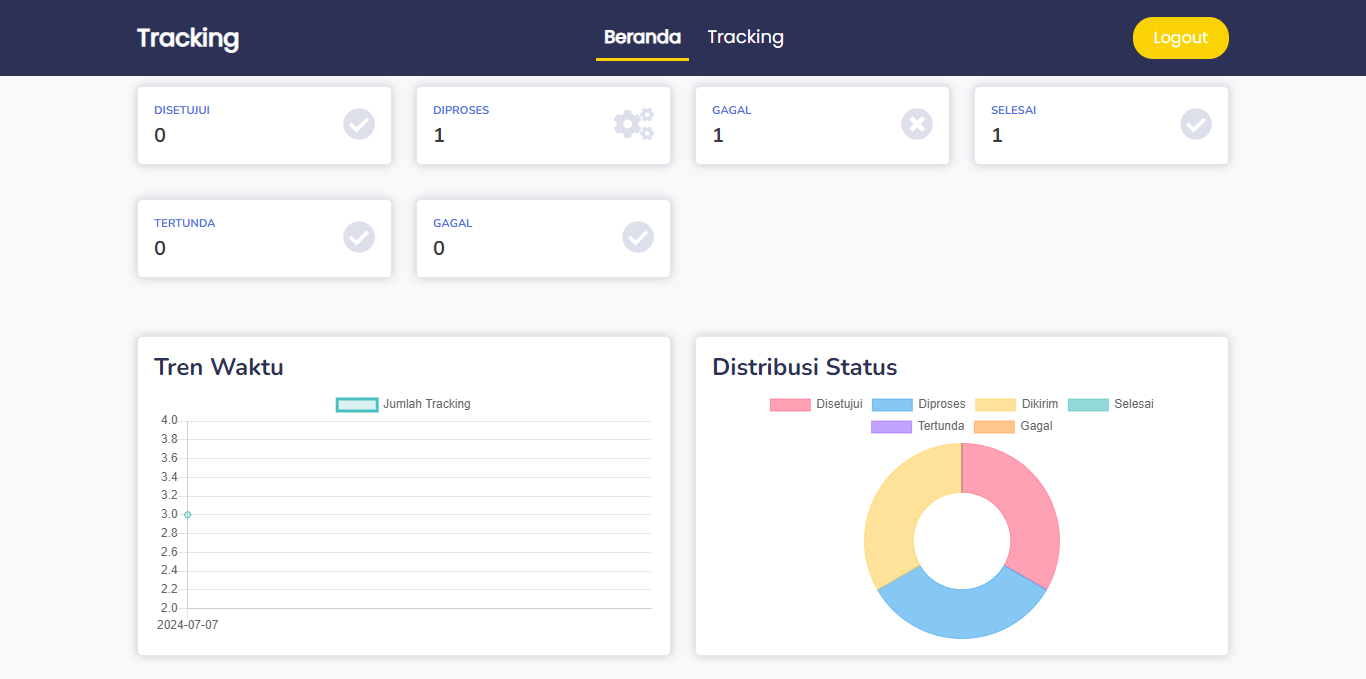 Tracking Beranda Tracking Logout
DISETUJUI DIPROSES GAGAL SELESAI
0 1 1 1
TERTUNDA GAGAL
0 0
Tren Waktu
Jumlah Tracking
4.0
3.8
3.6
3.4
3.2
3.0
2.8
2.6
2.4
2.2
2.0
2024-07-07
Distribusi Status
Disetujui Diproses Dikirim Selesai
Tertunda Gagal